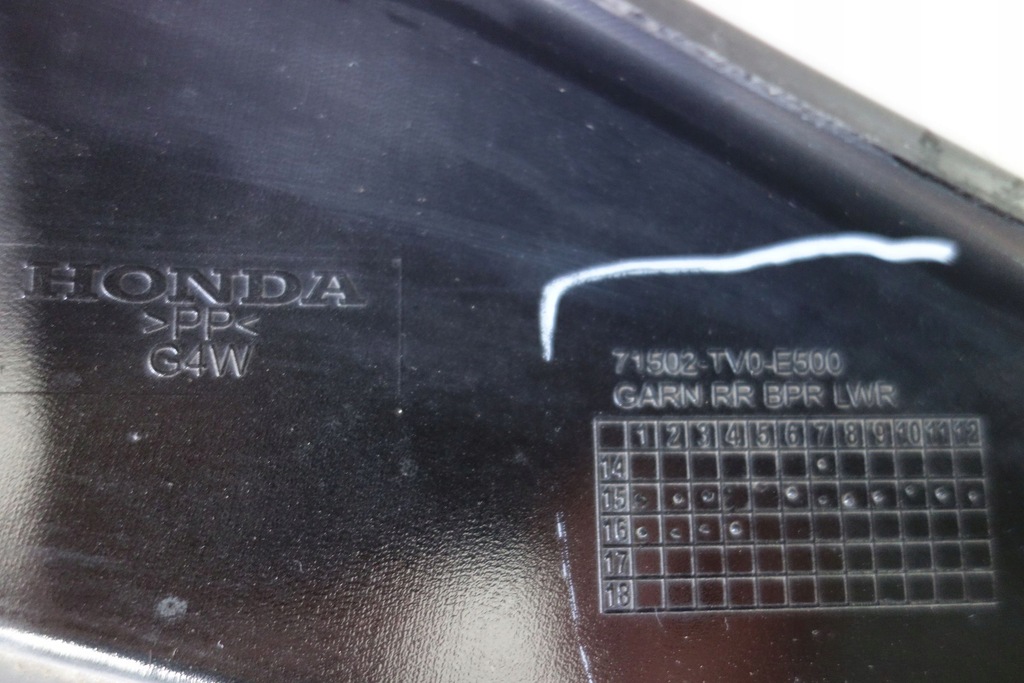 HONDA
>PP<
G4W
71502-TV0-E500
GARN RR BPR LWR
1 2 3 4 5 6 7 8 9 10 11 12
14
15
16
17
18